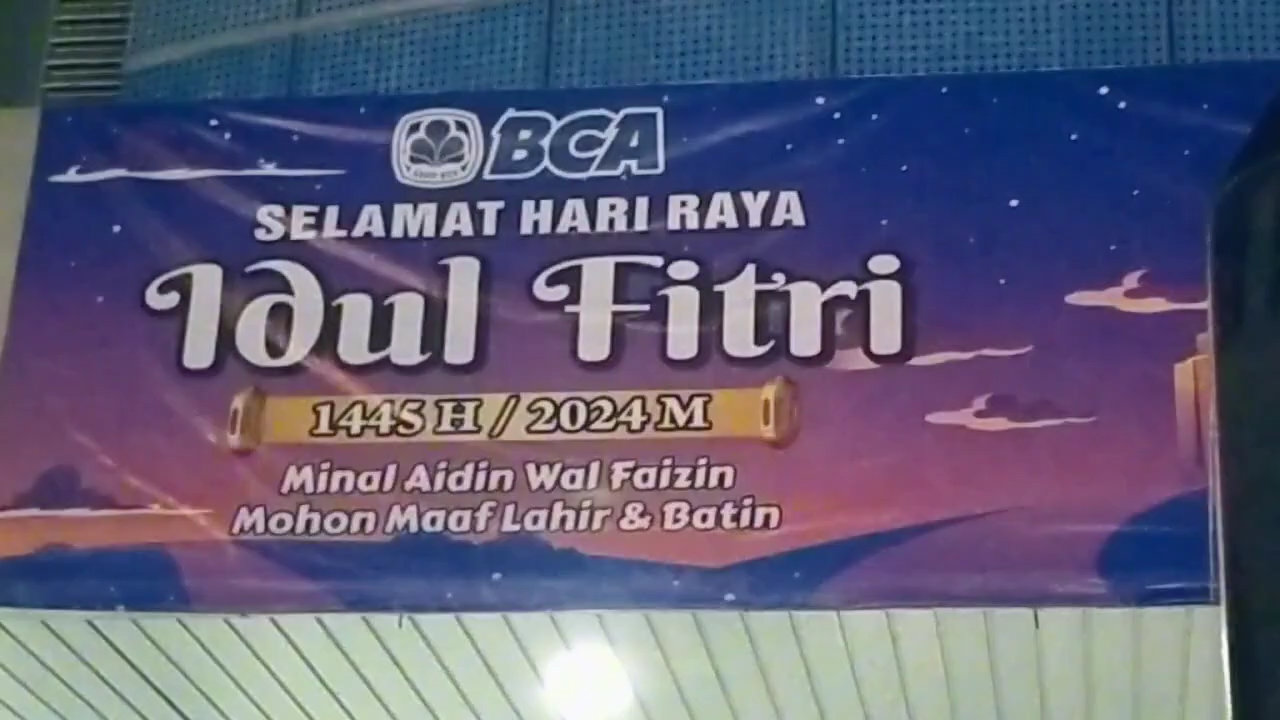 BCA
SELAMAT HARI RAYA
Idul Fitri
1445 H / 2024 M
Minal Aidin Wal Faizin
Mohon Maaf Lahir & Batin